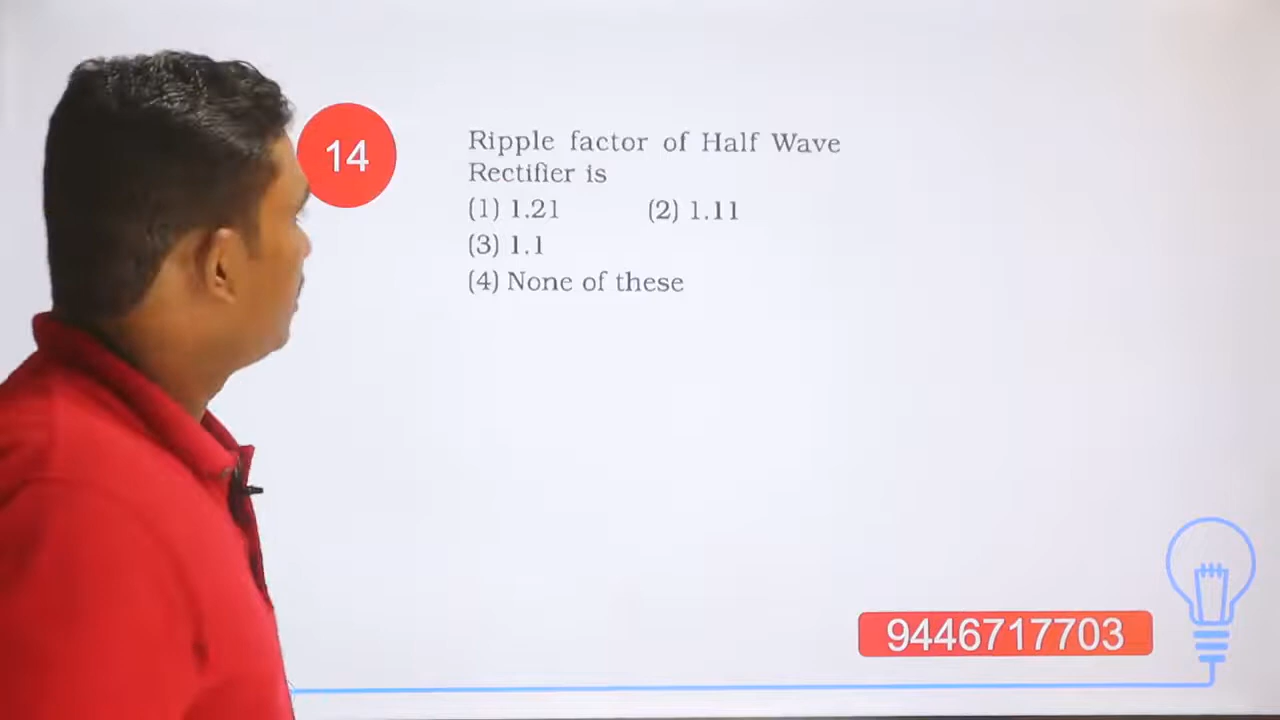 14
Ripple factor of Half Wave
Rectifier is
(1) 1.21 (2) 1.11
(3) 1.1
(4) None of these
9446717703